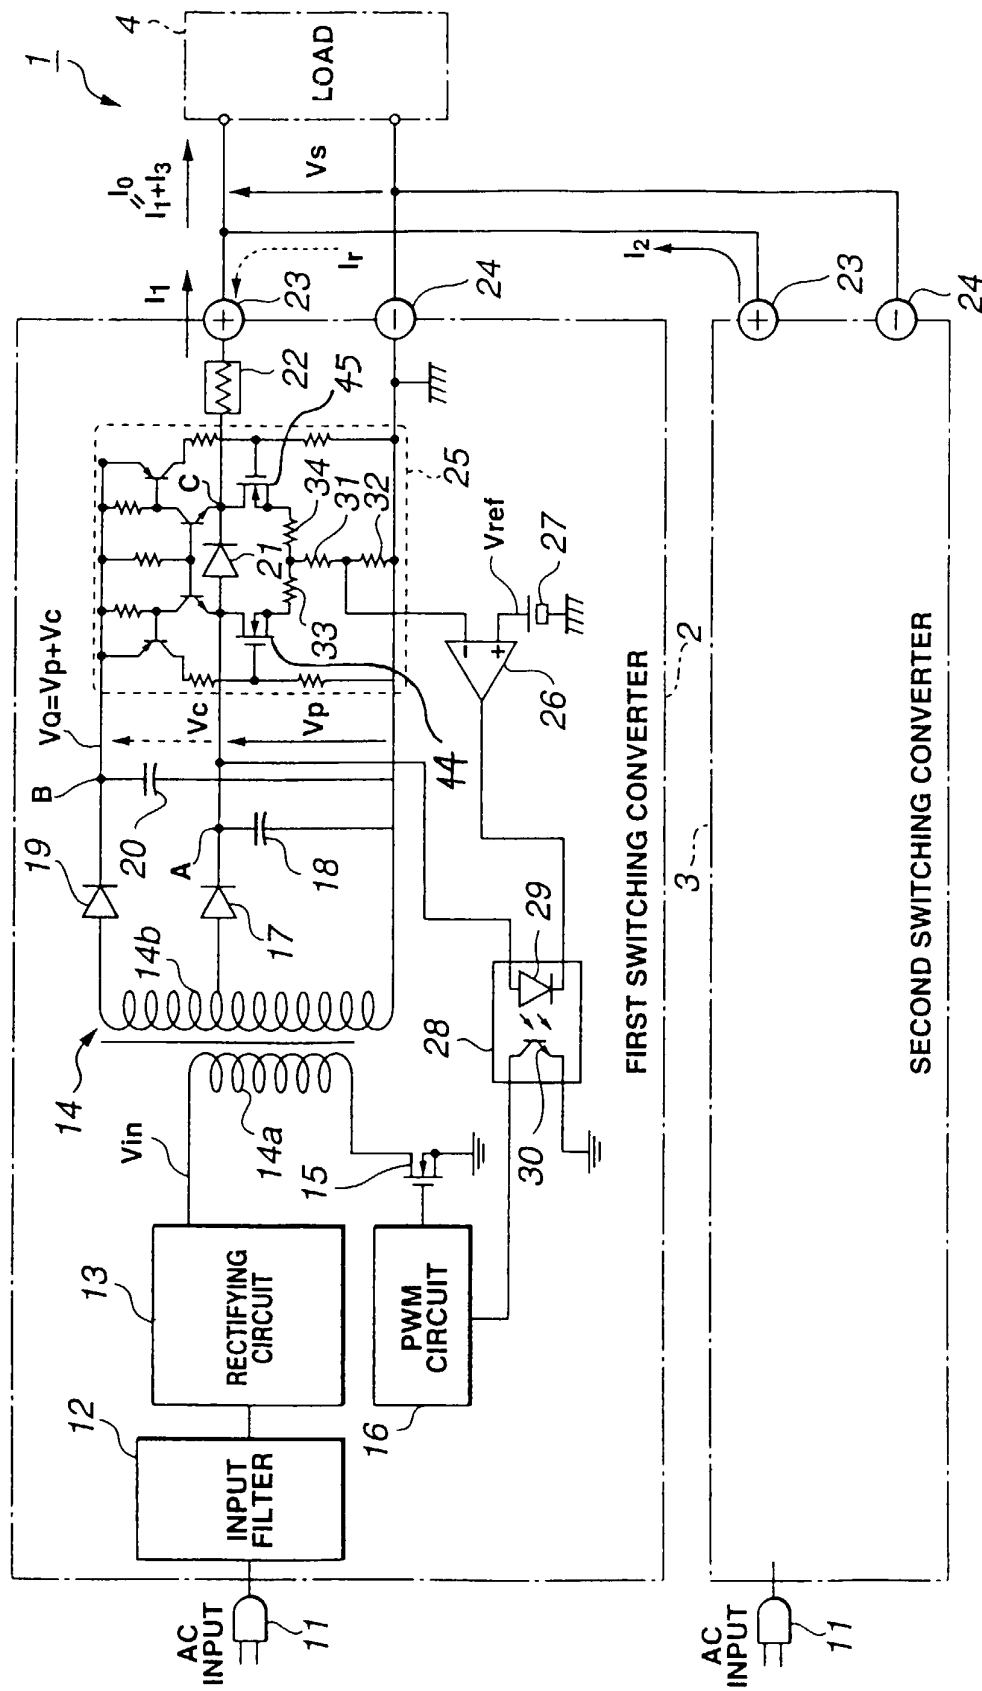 1
4
LOAD
I0
=
I1+I3
Vs
I1
Ir
I2
23
24
23
24
22
45
25
C
21
34
31
32
33
44
Vref
27
26
VQ=Vp+Vc
Vc
Vp
B
A
19
20
17
18
14
14b
14a
Vin
15
28
29
30
13
RECTIFYING
CIRCUIT
12
INPUT
FILTER
16
PWM
CIRCUIT
AC
INPUT
11
FIRST SWITCHING CONVERTER
2
3
SECOND SWITCHING CONVERTER
AC
INPUT
11